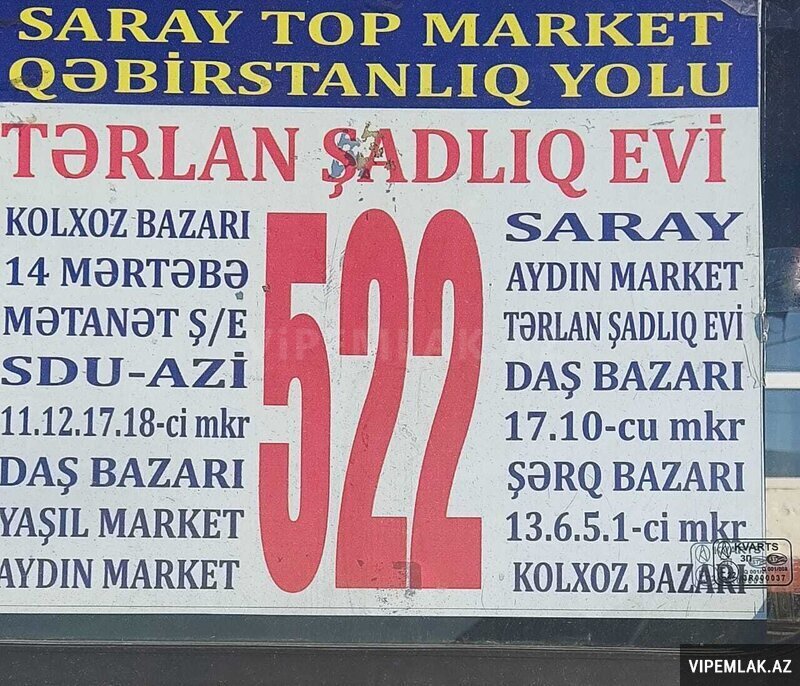 SARAY TOP MARKET
QƏBİRSTANLIQ YOLU
TƏRLAN ŞADLIQ EVİ
KOLXOZ BAZARI
14 MƏRTƏBƏ
MƏTANƏT Ş/E
SDU-AZİ
11.12.17.18-ci mkr
DAŞ BAZARI
YAŞIL MARKET
AYDIN MARKET
522
SARAY
AYDIN MARKET
TƏRLAN ŞADLIQ EVİ
DAŞ BAZARI
17.10-cu mkr
ŞƏRQ BAZARI
13.6.5.1-ci mkr
KOLXOZ BAZARI
KVARTS
VİPEMLAK
VIPEMLAK.AZ